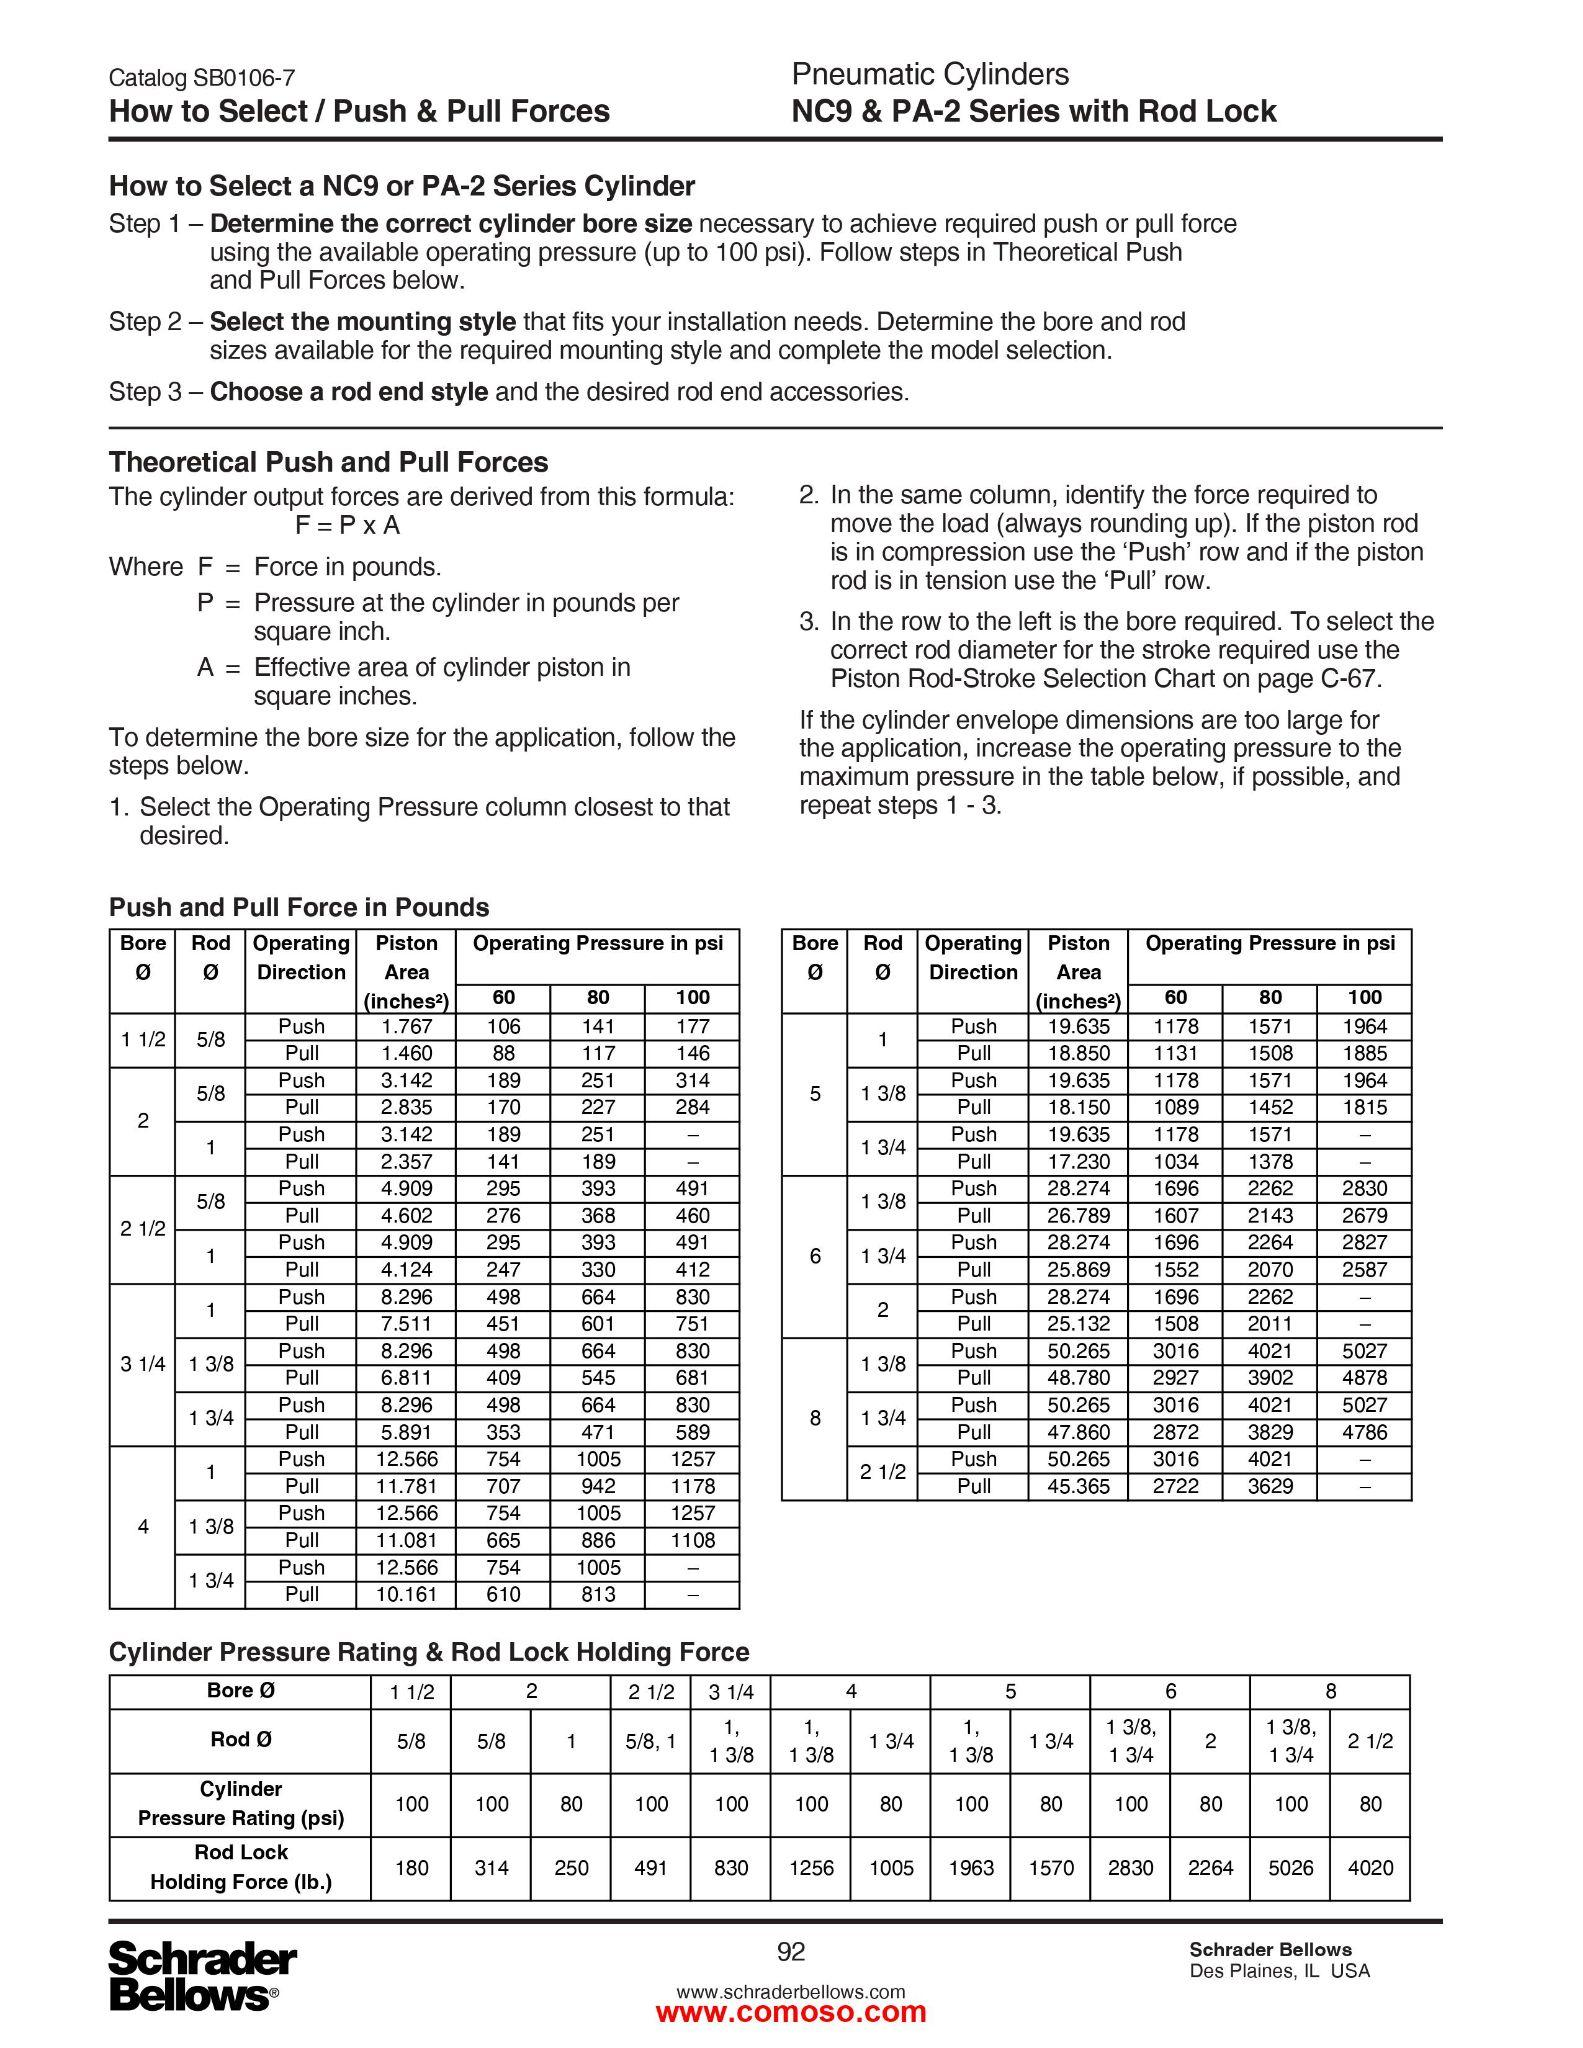 Catalog SB0106-7
How to Select / Push & Pull Forces
Pneumatic Cylinders
NC9 & PA-2 Series with Rod Lock
How to Select a NC9 or PA-2 Series Cylinder
Step 1 – Determine the correct cylinder bore size necessary to achieve required push or pull force
using the available operating pressure (up to 100 psi). Follow steps in Theoretical Push
and Pull Forces below.
Step 2 – Select the mounting style that fits your installation needs. Determine the bore and rod
sizes available for the required mounting style and complete the model selection.
Step 3 – Choose a rod end style and the desired rod end accessories.
Theoretical Push and Pull Forces
The cylinder output forces are derived from this formula:
F = P x A
Where F = Force in pounds.
P = Pressure at the cylinder in pounds per
square inch.
A = Effective area of cylinder piston in
square inches.
To determine the bore size for the application, follow the
steps below.
1. Select the Operating Pressure column closest to that
desired.
2. In the same column, identify the force required to
move the load (always rounding up). If the piston rod
is in compression use the ‘Push’ row and if the piston
rod is in tension use the ‘Pull’ row.
3. In the row to the left is the bore required. To select the
correct rod diameter for the stroke required use the
Piston Rod-Stroke Selection Chart on page C-67.
If the cylinder envelope dimensions are too large for
the application, increase the operating pressure to the
maximum pressure in the table below, if possible, and
repeat steps 1 - 3.
Push and Pull Force in Pounds
Bore Ø Rod Ø Operating Direction Piston Area (inches²) Operating Pressure in psi
60 80 100
1 1/2 5/8 Push 1.767 106 141 177
Pull 1.460 88 117 146
2 5/8 Push 3.142 189 251 314
Pull 2.835 170 227 284
1 Push 3.142 189 251 –
Pull 2.357 141 189 –
2 1/2 5/8 Push 4.909 295 393 491
Pull 4.602 276 368 460
1 Push 4.909 295 393 491
Pull 4.124 247 330 412
3 1/4 1 Push 8.296 498 664 830
Pull 7.511 451 601 751
1 3/8 Push 8.296 498 664 830
Pull 6.811 409 545 681
1 3/4 Push 8.296 498 664 830
Pull 5.891 353 471 589
4 1 Push 12.566 754 1005 1257
Pull 11.781 707 942 1178
1 3/8 Push 12.566 754 1005 1257
Pull 11.081 665 886 1108
1 3/4 Push 12.566 754 1005 –
Pull 10.161 610 813 –
Bore Ø Rod Ø Operating Direction Piston Area (inches²) Operating Pressure in psi
60 80 100
5 1 Push 19.635 1178 1571 1964
Pull 18.850 1131 1508 1885
1 3/8 Push 19.635 1178 1571 1964
Pull 18.150 1089 1452 1815
1 3/4 Push 19.635 1178 1571 –
Pull 17.230 1034 1378 –
6 1 3/8 Push 28.274 1696 2262 2830
Pull 26.789 1607 2143 2679
1 3/4 Push 28.274 1696 2264 2827
Pull 25.869 1552 2070 2587
2 Push 28.274 1696 2262 –
Pull 25.132 1508 2011 –
8 1 3/8 Push 50.265 3016 4021 5027
Pull 48.780 2927 3902 4878
1 3/4 Push 50.265 3016 4021 5027
Pull 47.860 2872 3829 4786
2 1/2 Push 50.265 3016 4021 –
Pull 45.365 2722 3629 –
Cylinder Pressure Rating & Rod Lock Holding Force
Bore Ø 1 1/2 2 2 1/2 3 1/4 4 5 6 8
Rod Ø 5/8 5/8 1 5/8, 1 1, 1 3/8 1, 1 3/8 1 3/4 1, 1 3/8 1 3/4 1 3/8, 1 3/4 2 1 3/8, 1 3/4 2 1/2
Cylinder Pressure Rating (psi) 100 100 80 100 100 100 80 100 80 100 80 100 80
Rod Lock Holding Force (lb.) 180 314 250 491 830 1256 1005 1963 1570 2830 2264 5026 4020
Schrader
Bellows®
92
www.schraderbellows.com
www.comoso.com
Schrader Bellows
Des Plaines, IL USA